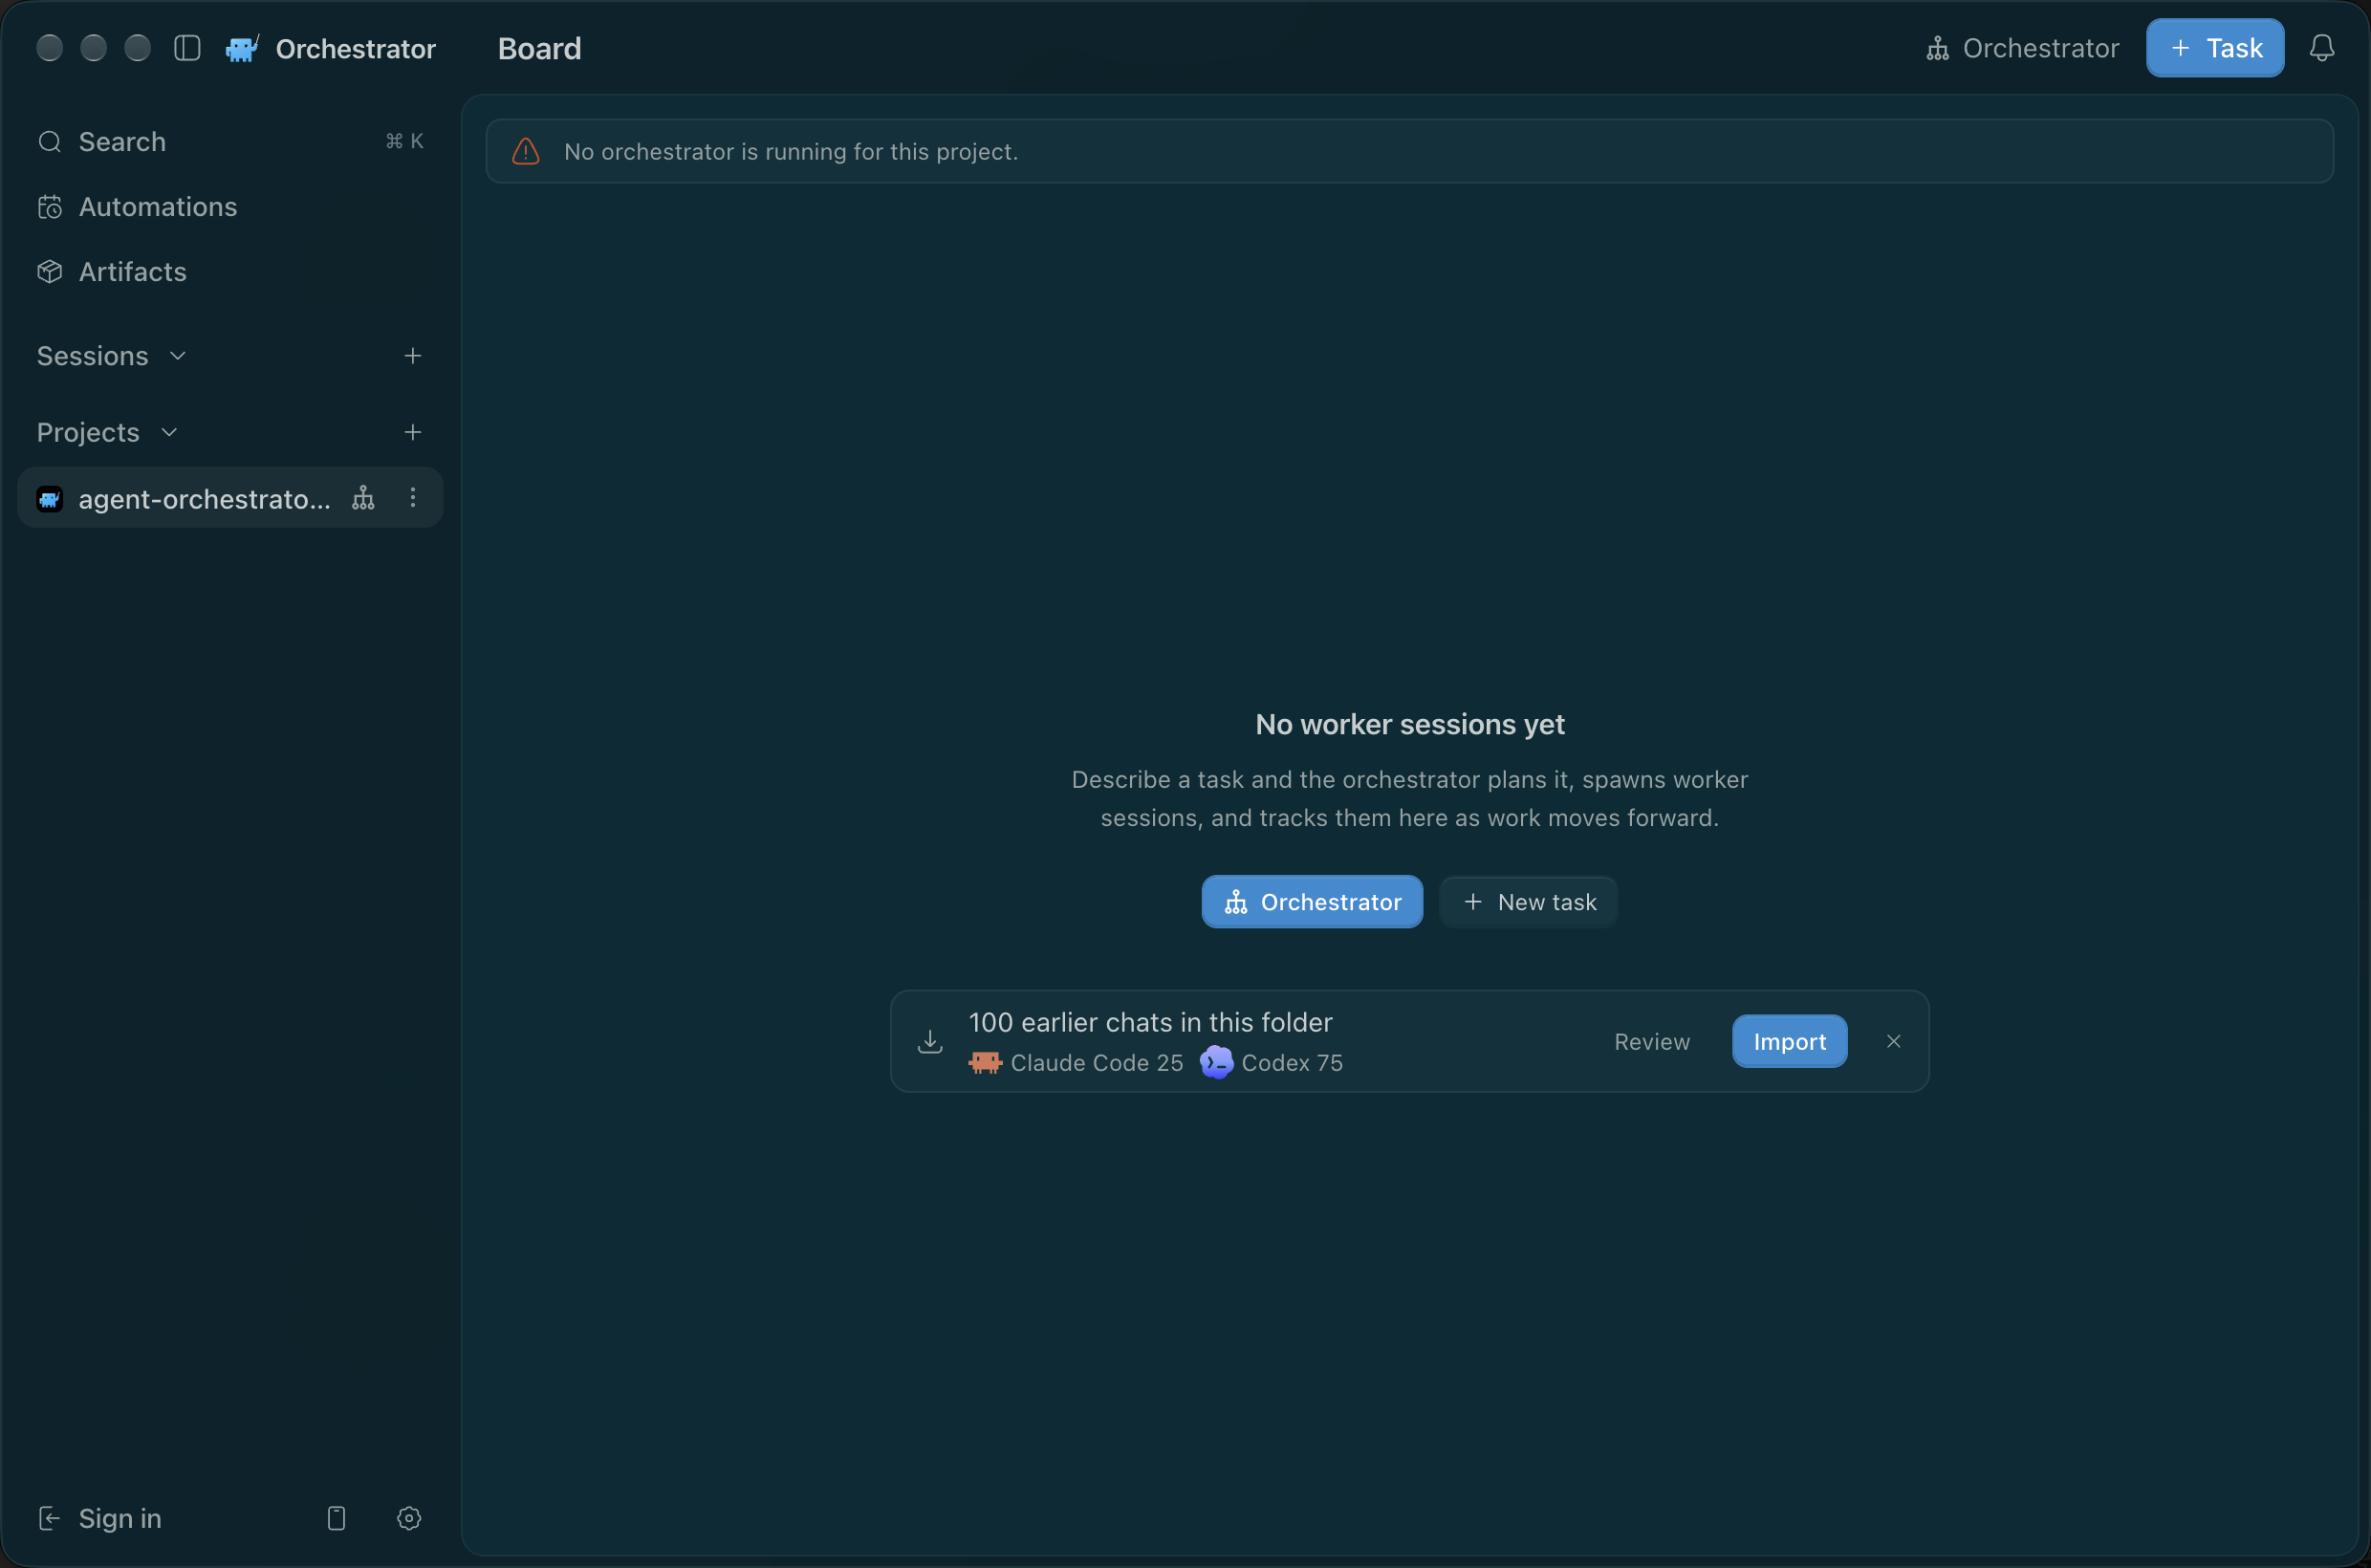 Orchestrator
Board
Orchestrator
+ Task
Search
⌘ K
Automations
Artifacts
Sessions
Projects
agent-orchestrato...
No orchestrator is running for this project.
No worker sessions yet
Describe a task and the orchestrator plans it, spawns worker
sessions, and tracks them here as work moves forward.
Orchestrator
+ New task
100 earlier chats in this folder
Claude Code 25 Codex 75
Review
Import
Sign in